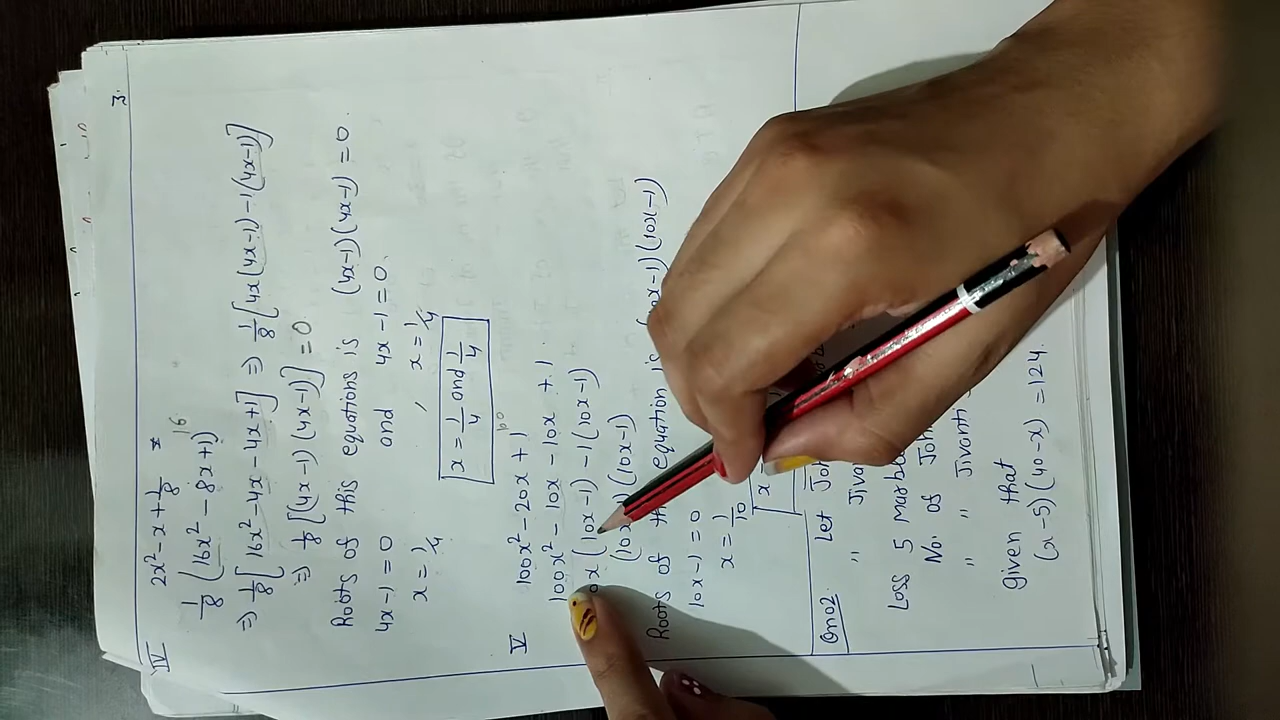 3.
IV 2x² - x + 1/8 =
1/8 (16x² - 8x + 1) 16
⇒ 1/8 [16x² - 4x - 4x + 1] ⇒ 1/8 [4x(4x-1) - 1(4x-1)]
⇒ 1/8 [(4x-1)(4x-1)] = 0
Roots of this equations is (4x-1)(4x-1) = 0.
4x - 1 = 0 and 4x - 1 = 0.
x = 1/4 , x = 1/4
x = 1/4 and 1/4
V 100x² - 20x + 1
100x² - 10x - 10x + 1.
x (10x-1) - 1(10x-1)
(10x-1)(10x-1)
Roots of equation is (10x-1)(10x-1)
10x - 1 = 0
x = 1/10
x
Qno2 Let
" Jivan
Loss 5
No. of
" " Jivanti
given that
(x-5)(40-x) = 124.